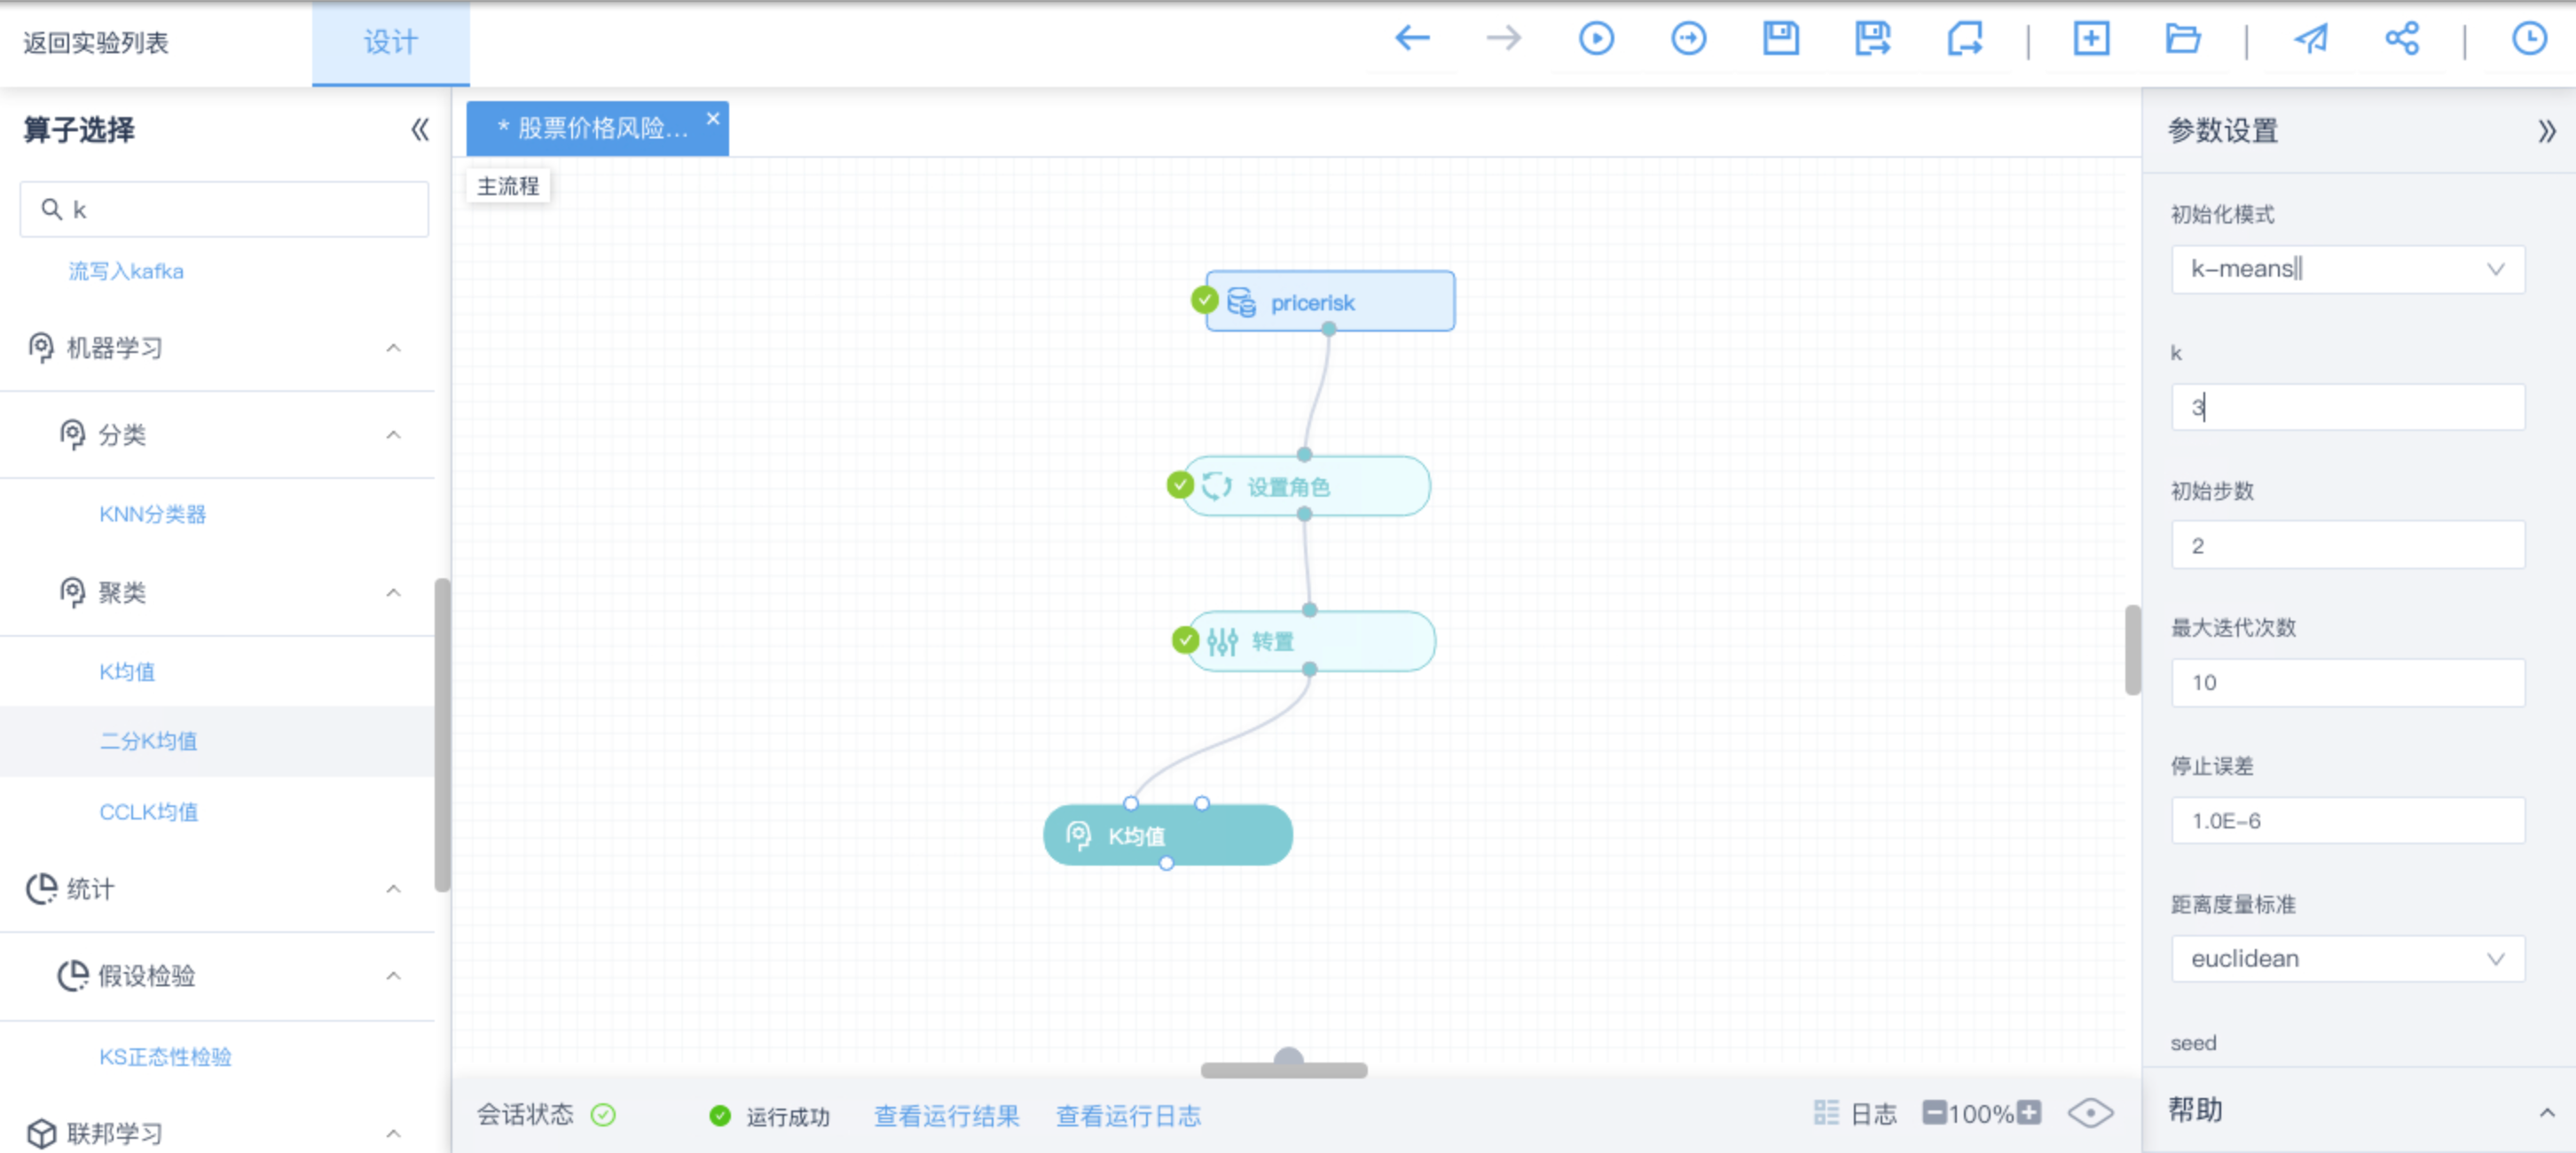 返回实验列表
设计
算子选择
k
流写入kafka
机器学习
分类
KNN分类器
聚类
K均值
二分K均值
CCLK均值
统计
假设检验
KS正态性检验
联邦学习
* 股票价格风险...
主流程
pricerisk
设置角色
转置
K均值
会话状态
运行成功
查看运行结果
查看运行日志
日志
100%
参数设置
初始化模式
k-means||
k
3
初始步数
2
最大迭代次数
10
停止误差
1.0E-6
距离度量标准
euclidean
seed
帮助